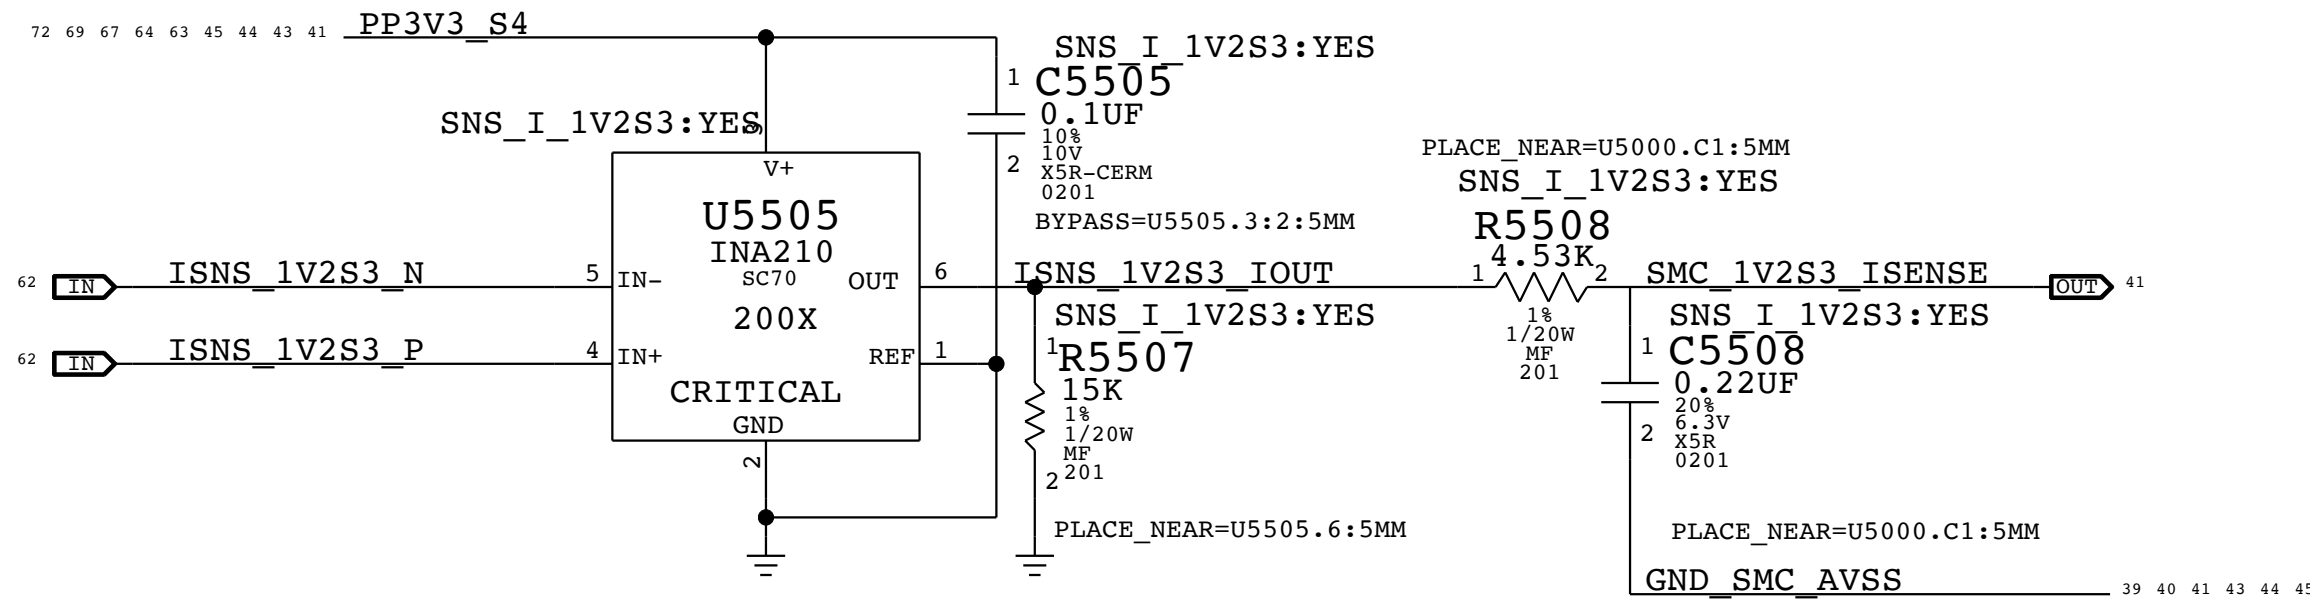 72 69 67 64 63 45 44 43 41 PP3V3_S4
SNS_I_1V2S3:YES
1
C5505
0.1UF
10%
10V
2
X5R-CERM
0201
BYPASS=U5505.3:2:5MM
SNS_I_1V2S3:YES
3
V+
U5505
INA210
SC70
200X
CRITICAL
GND
2
62 IN ISNS_1V2S3_N 5 IN-
62 IN ISNS_1V2S3_P 4 IN+
OUT 6 ISNS_1V2S3_IOUT
REF 1
SNS_I_1V2S3:YES
1
R5507
15K
1%
1/20W
MF
201
2
PLACE_NEAR=U5505.6:5MM
PLACE_NEAR=U5000.C1:5MM
SNS_I_1V2S3:YES
R5508
4.53K
1 2
1%
1/20W
MF
201
SMC_1V2S3_ISENSE OUT 41
SNS_I_1V2S3:YES
1
C5508
0.22UF
20%
6.3V
2
X5R
0201
PLACE_NEAR=U5000.C1:5MM
GND_SMC_AVSS 39 40 41 43 44 45